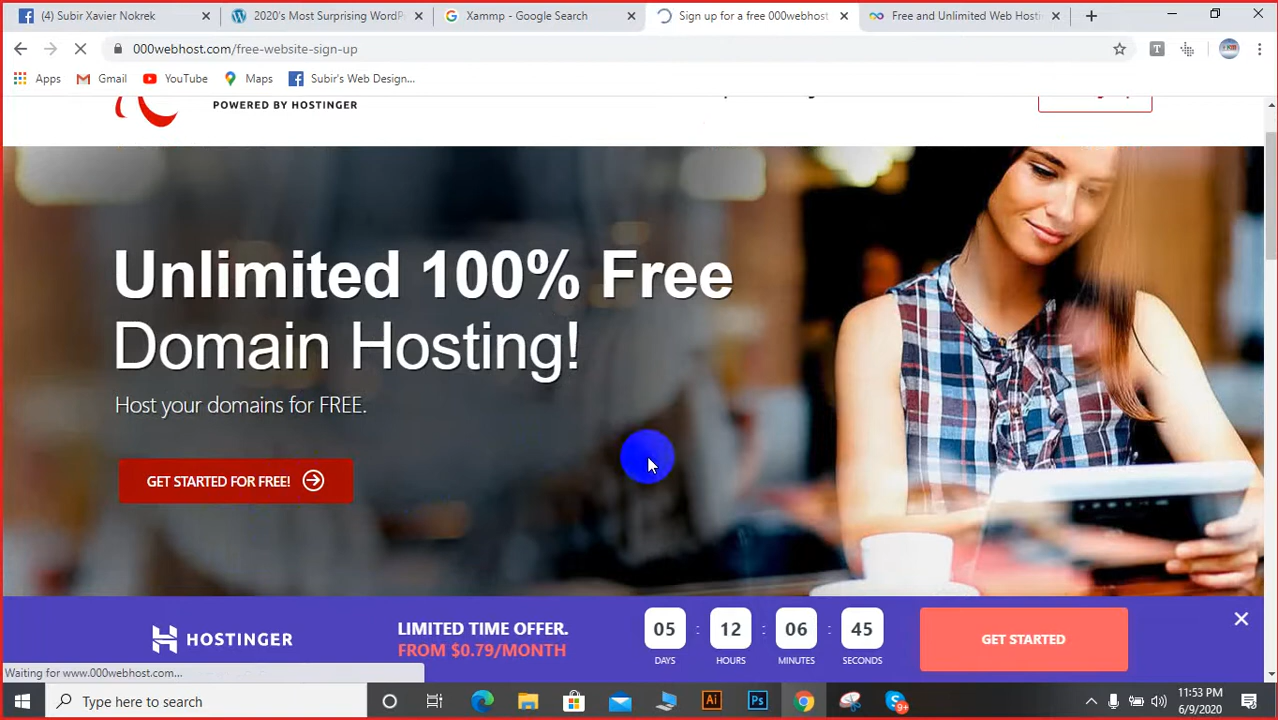 (4) Subir Xavier Nokrek
2020's Most Surprising WordP
Xammp - Google Search
Sign up for a free 000webhost
Free and Unlimited Web Hosti
000webhost.com/free-website-sign-up
Apps
Gmail
YouTube
Maps
Subir's Web Design...
POWERED BY HOSTINGER
Unlimited 100% Free
Domain Hosting!
Host your domains for FREE.
GET STARTED FOR FREE!
HOSTINGER
LIMITED TIME OFFER.
FROM $0.79/MONTH
05 : 12 : 06 : 45
DAYS HOURS MINUTES SECONDS
GET STARTED
Waiting for www.000webhost.com...
Type here to search
Ai
Ps
9+
11:53 PM
6/9/2020